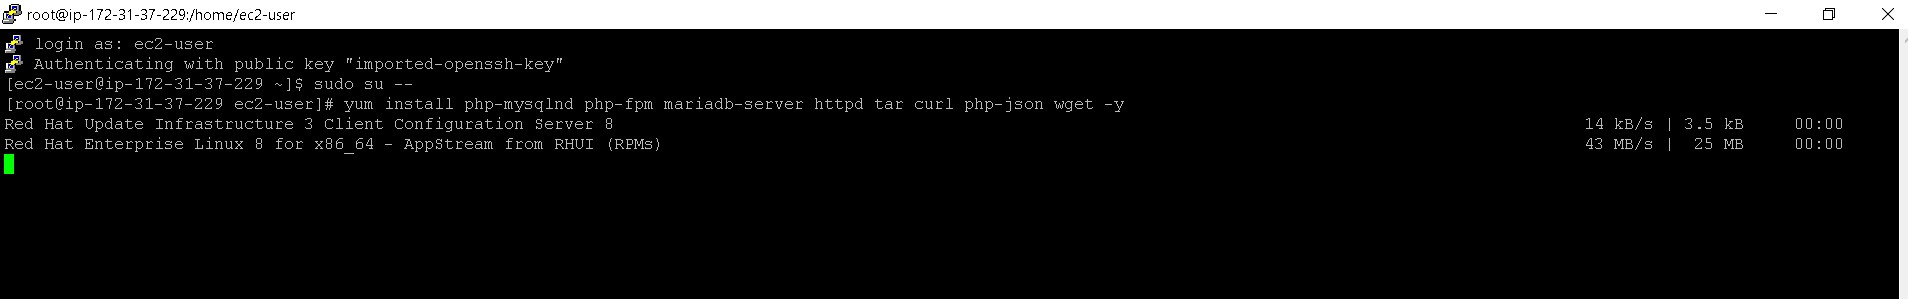 root@ip-172-31-37-229:/home/ec2-user
login as: ec2-user
Authenticating with public key "imported-openssh-key"
[ec2-user@ip-172-31-37-229 ~]$ sudo su --
[root@ip-172-31-37-229 ec2-user]# yum install php-mysqlnd php-fpm mariadb-server httpd tar curl php-json wget -y
Red Hat Update Infrastructure 3 Client Configuration Server 8 14 kB/s | 3.5 kB 00:00
Red Hat Enterprise Linux 8 for x86_64 - AppStream from RHUI (RPMs) 43 MB/s | 25 MB 00:00